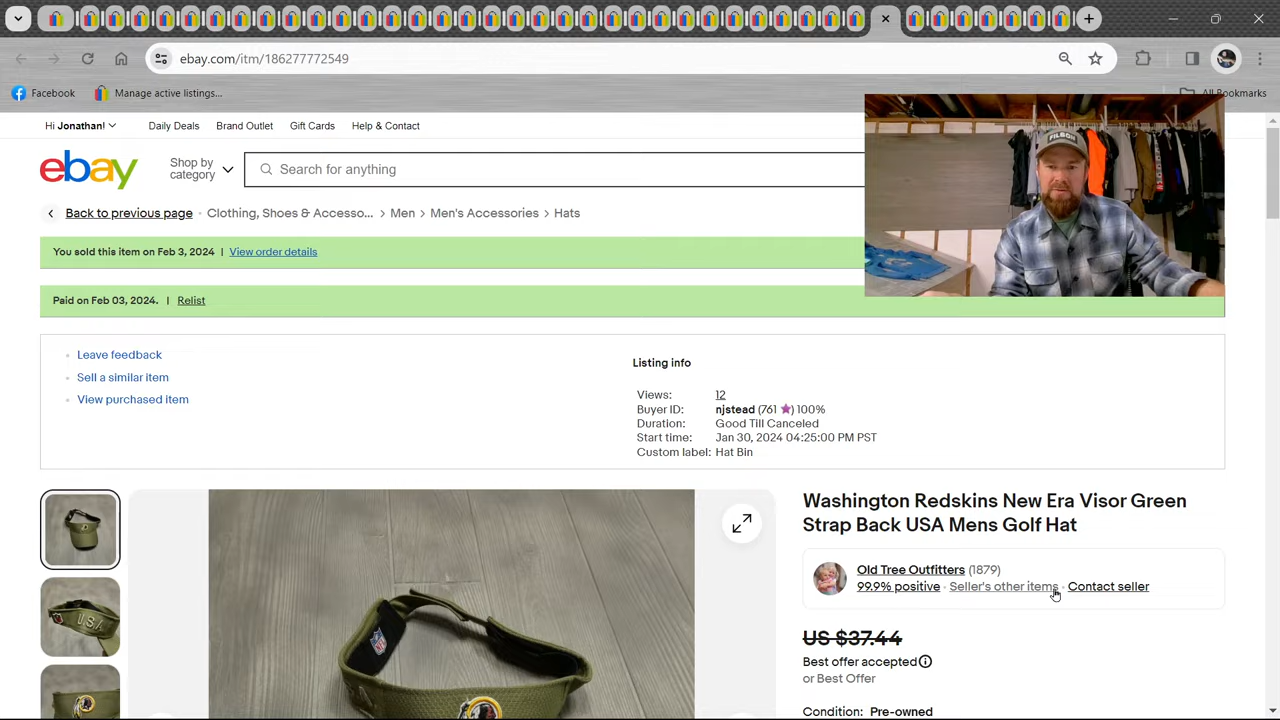 ebay.com/itm/186277772549
Facebook
Manage active listings...
All Bookmarks
Hi Jonathan!
Daily Deals
Brand Outlet
Gift Cards
Help & Contact
ebay
Shop by
category
Search for anything
Back to previous page · Clothing, Shoes & Accesso... > Men > Men's Accessories > Hats
You sold this item on Feb 3, 2024 | View order details
Paid on Feb 03, 2024. | Relist
Leave feedback
Sell a similar item
View purchased item
Listing info
Views: 12
Buyer ID: njstead (761 ★) 100%
Duration: Good Till Canceled
Start time: Jan 30, 2024 04:25:00 PM PST
Custom label: Hat Bin
FILSON
USA
NFL
Washington Redskins New Era Visor Green
Strap Back USA Mens Golf Hat
Old Tree Outfitters (1879)
99.9% positive · Seller's other items · Contact seller
US $37.44
Best offer accepted
or Best Offer
Condition: Pre-owned